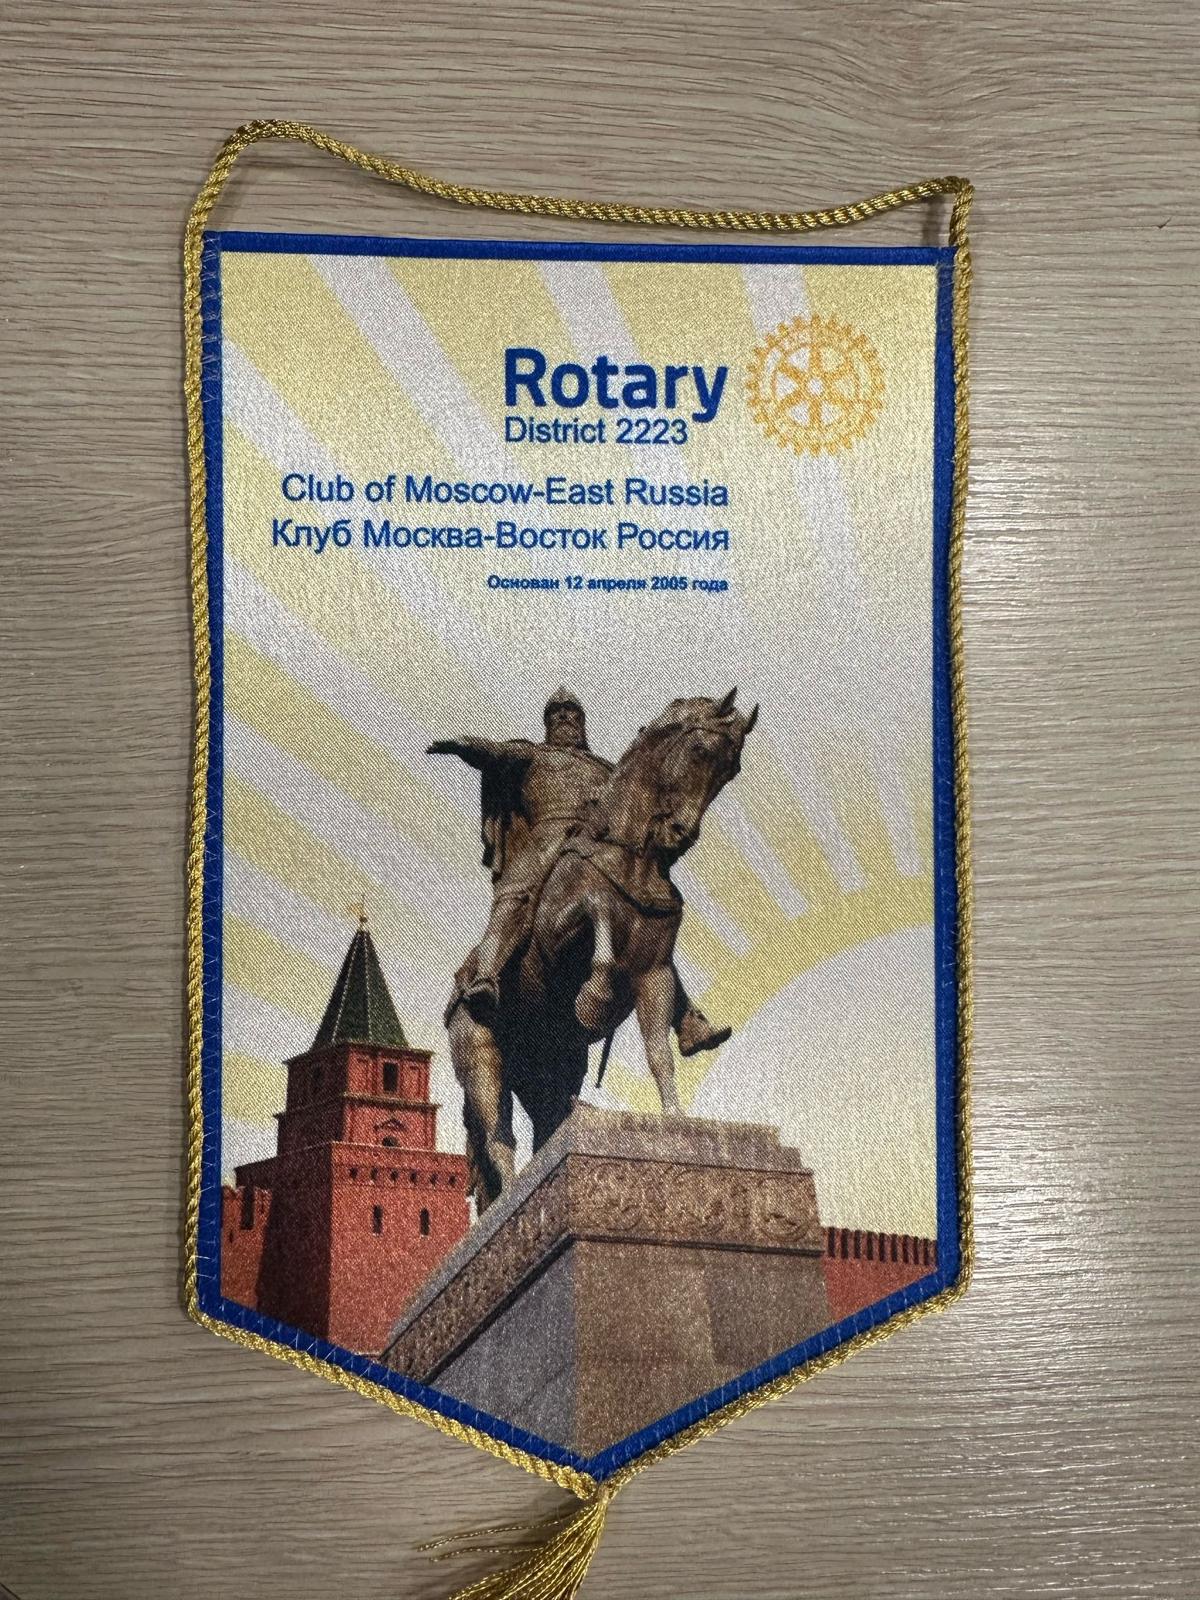 Rotary
District 2223
Club of Moscow-East Russia
Клуб Москва-Восток Россия
Основан 12 апреля 2005 года